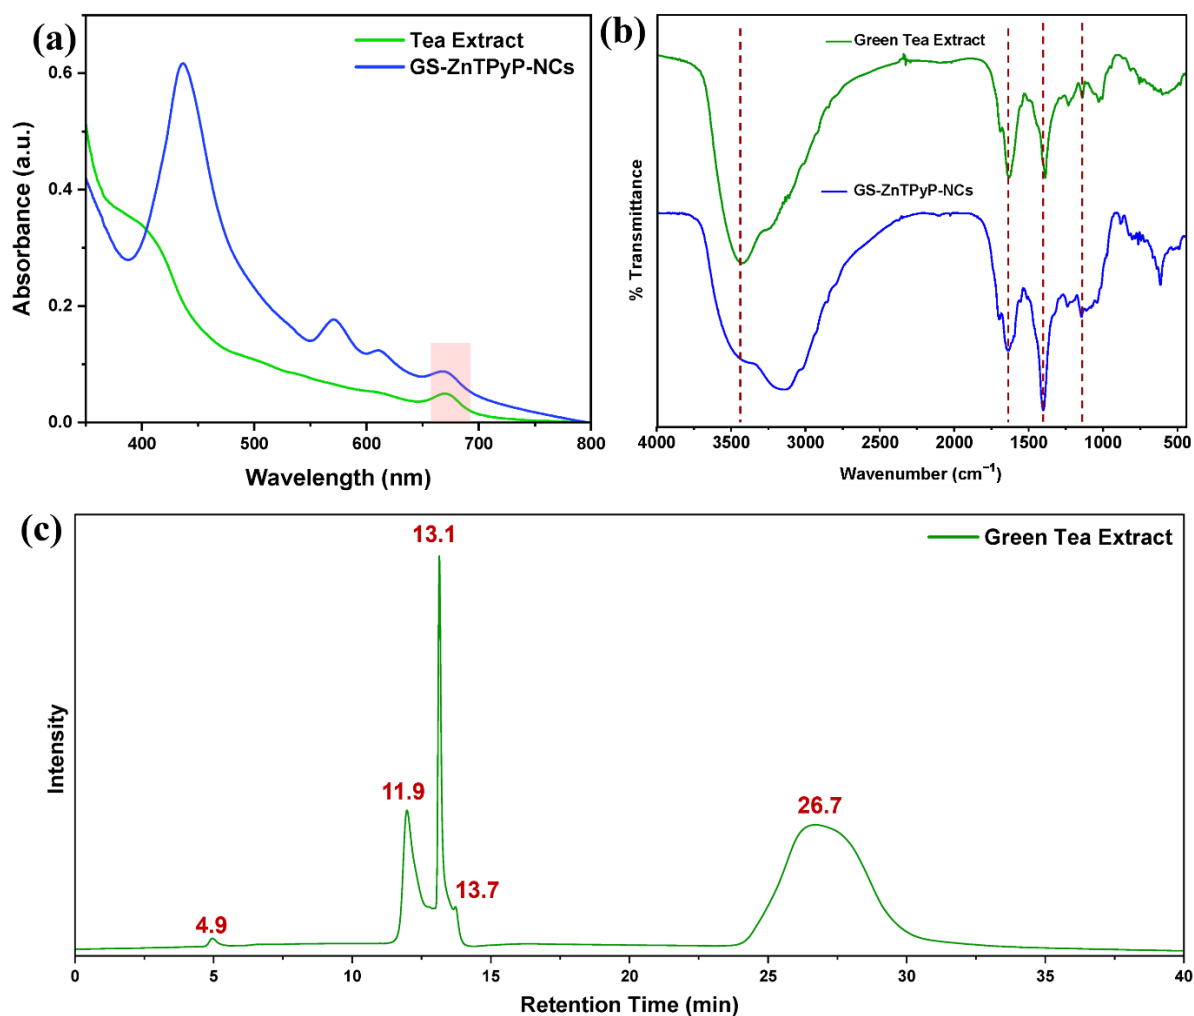 (a)
Tea Extract
GS-ZnTPyP-NCs
0.6
0.4
0.2
0.0
Absorbance (a.u.)
400
500
600
700
800
Wavelength (nm)
(b)
Green Tea Extract
GS-ZnTPyP-NCs
% Transmittance
4000
3500
3000
2500
2000
1500
1000
500
Wavenumber (cm⁻¹)
(c)
13.1
Green Tea Extract
11.9
26.7
13.7
4.9
Intensity
0
5
10
15
20
25
30
35
40
Retention Time (min)